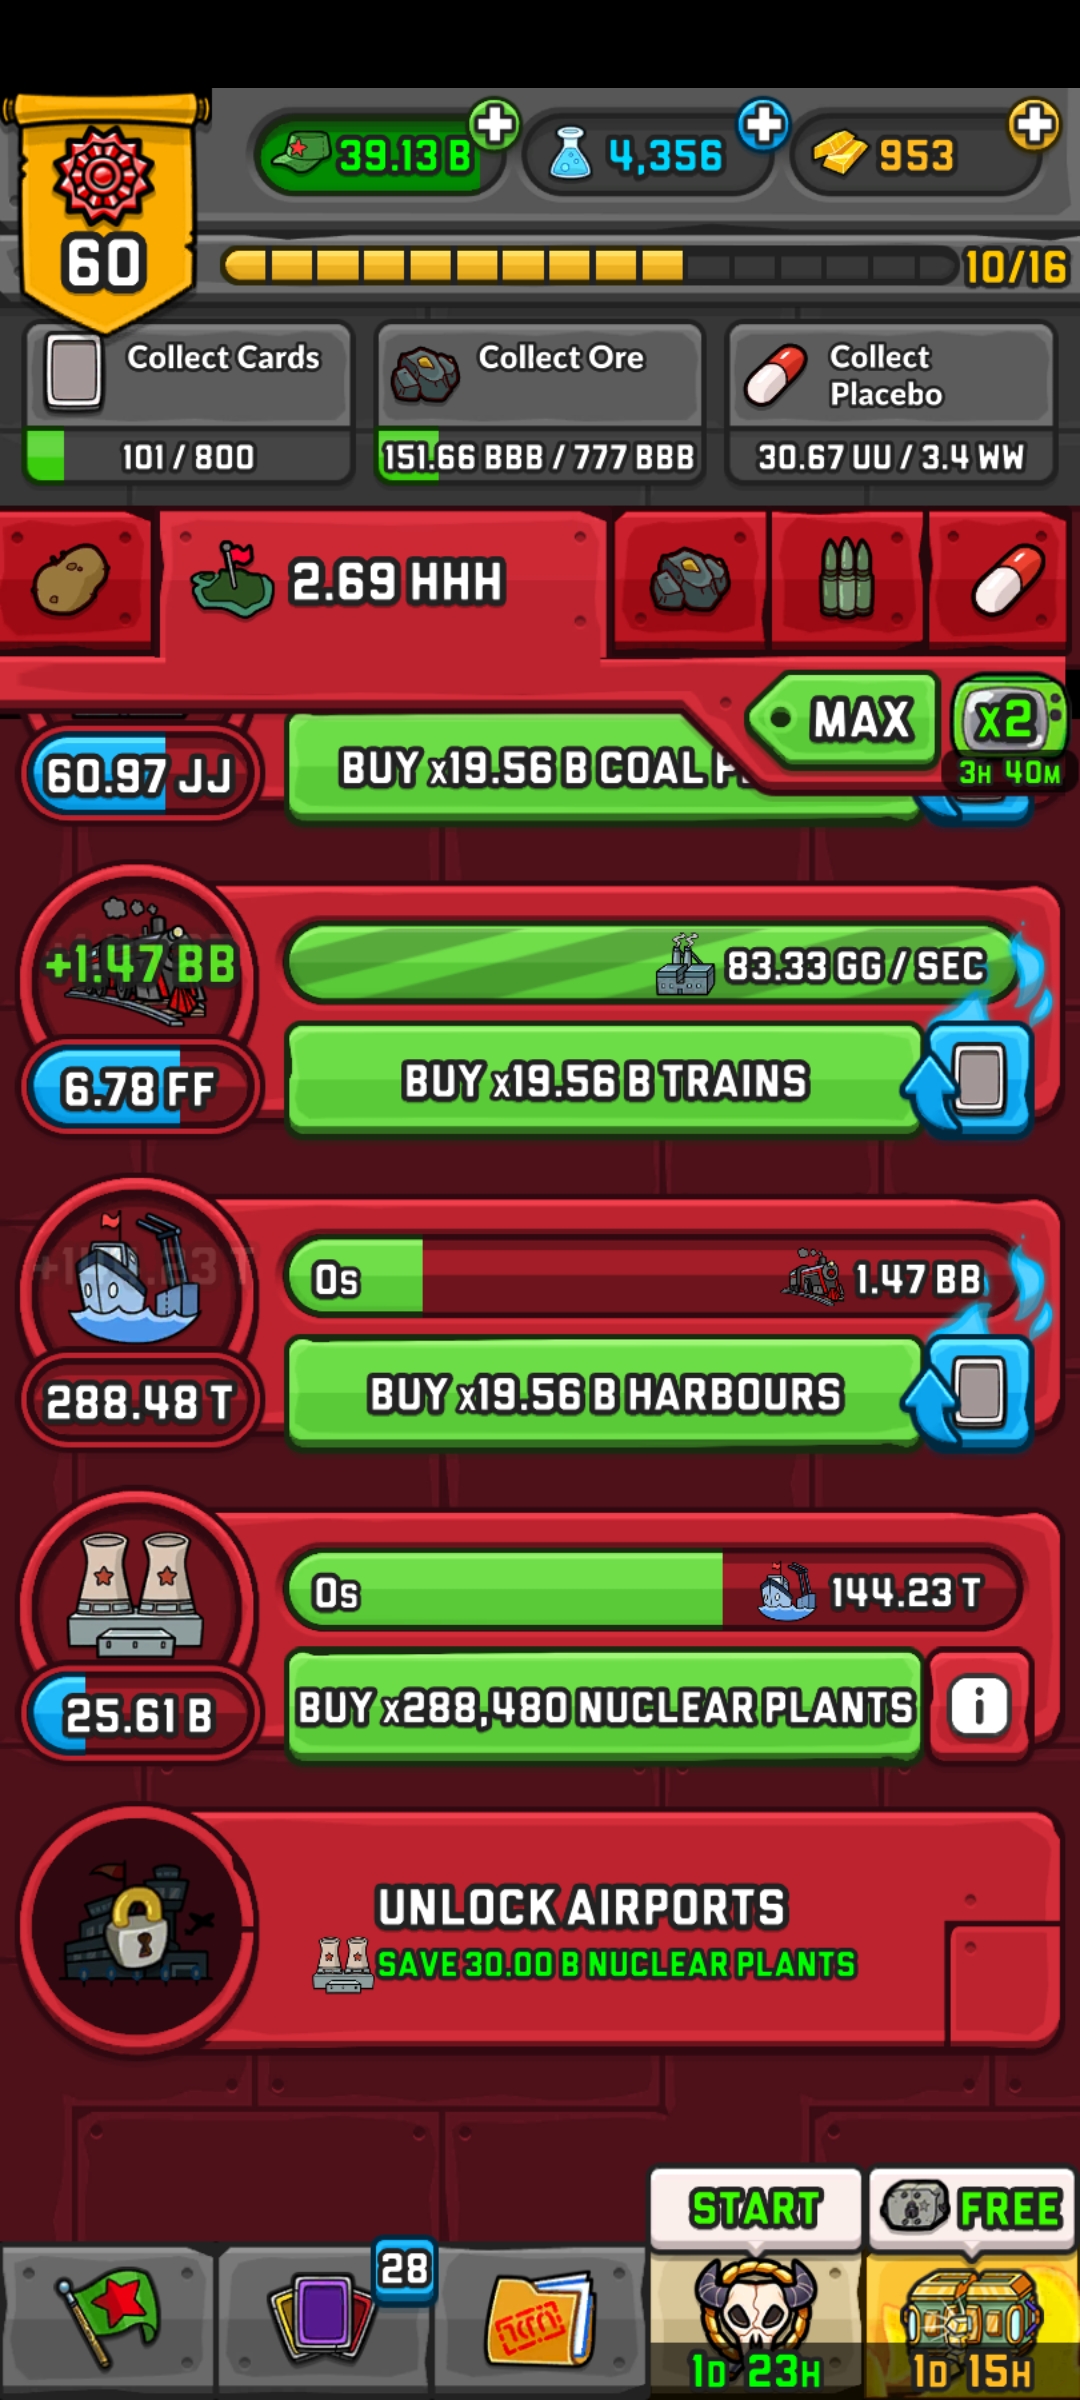 39.13 B
4,356
953
60
10/16
Collect Cards
101 / 800
Collect Ore
151.66 BBB / 777 BBB
Collect
Placebo
30.67 UU / 3.4 WW
2.69 HHH
MAX
x2
3H 40M
60.97 JJ
BUY x19.56 B COAL
+1.47 BB
83.33 GG / SEC
6.78 FF
BUY x19.56 B TRAINS
0s
1.47 BB
288.48 T
BUY x19.56 B HARBOURS
0s
144.23 T
25.61 B
BUY x288,480 NUCLEAR PLANTS
i
UNLOCK AIRPORTS
SAVE 30.00 B NUCLEAR PLANTS
START
FREE
28
1D 23H
1D 15H